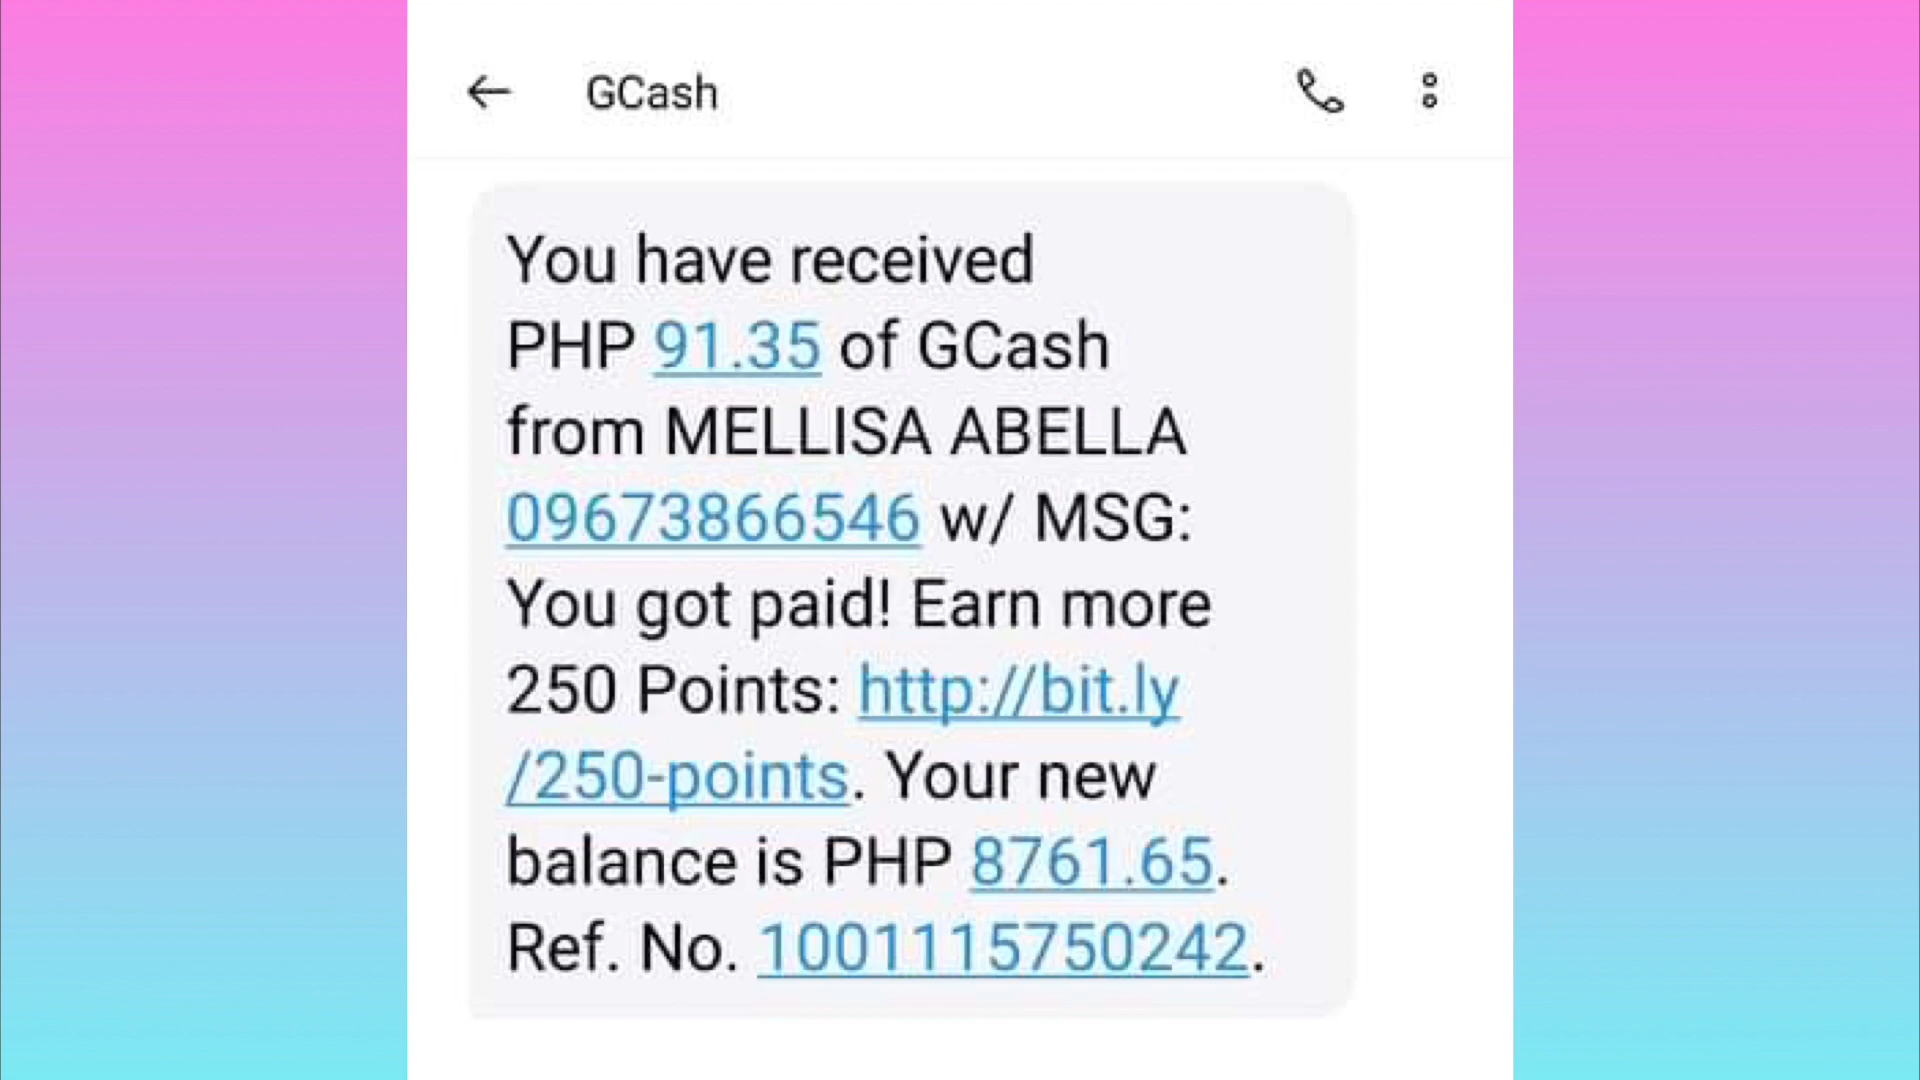 GCash
You have received
PHP 91.35 of GCash
from MELLISA ABELLA
09673866546 w/ MSG:
You got paid! Earn more
250 Points: http://bit.ly
/250-points. Your new
balance is PHP 8761.65.
Ref. No. 1001115750242.